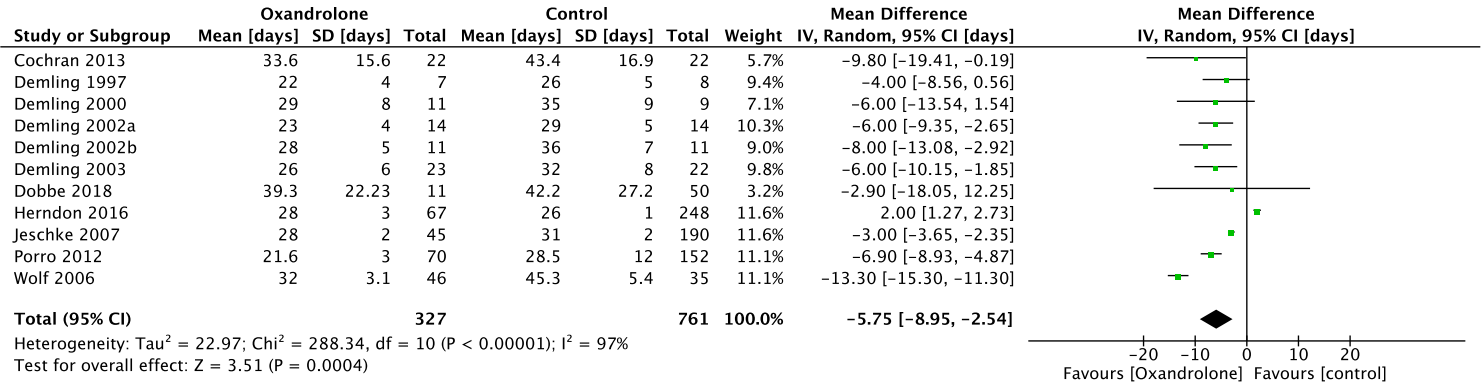 Oxandrolone Control Mean Difference Mean Difference
Study or Subgroup Mean [days] SD [days] Total Mean [days] SD [days] Total Weight IV, Random, 95% CI [days] IV, Random, 95% CI [days]
Cochran 2013 33.6 15.6 22 43.4 16.9 22 5.7% −9.80 [−19.41, −0.19]
Demling 1997 22 4 7 26 5 8 9.4% −4.00 [−8.56, 0.56]
Demling 2000 29 8 11 35 9 9 7.1% −6.00 [−13.54, 1.54]
Demling 2002a 23 4 14 29 5 14 10.3% −6.00 [−9.35, −2.65]
Demling 2002b 28 5 11 36 7 11 9.0% −8.00 [−13.08, −2.92]
Demling 2003 26 6 23 32 8 22 9.8% −6.00 [−10.15, −1.85]
Dobbe 2018 39.3 22.23 11 42.2 27.2 50 3.2% −2.90 [−18.05, 12.25]
Herndon 2016 28 3 67 26 1 248 11.6% 2.00 [1.27, 2.73]
Jeschke 2007 28 2 45 31 2 190 11.6% −3.00 [−3.65, −2.35]
Porro 2012 21.6 3 70 28.5 12 152 11.1% −6.90 [−8.93, −4.87]
Wolf 2006 32 3.1 46 45.3 5.4 35 11.1% −13.30 [−15.30, −11.30]
Total (95% CI) 327 761 100.0% −5.75 [−8.95, −2.54]
Heterogeneity: Tau² = 22.97; Chi² = 288.34, df = 10 (P < 0.00001); I² = 97%
Test for overall effect: Z = 3.51 (P = 0.0004)
−20 −10 0 10 20
Favours [Oxandrolone] Favours [control]